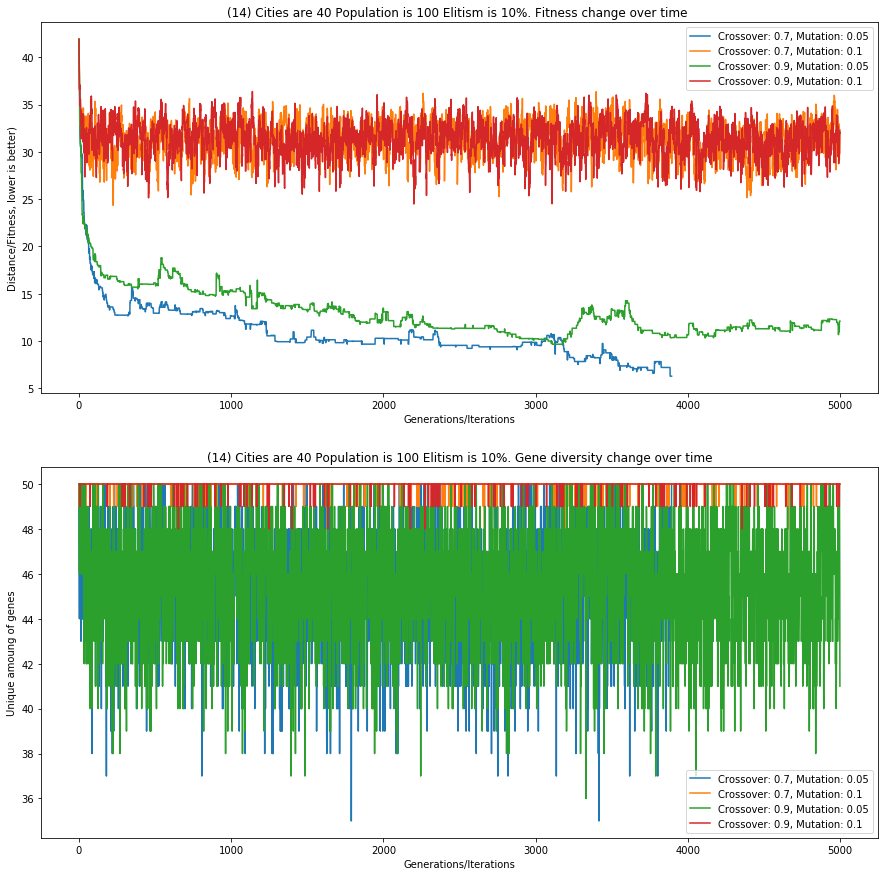 (14) Cities are 40 Population is 100 Elitism is 10%. Fitness change over time
Distance/Fitness, lower is better)
40
35
30
25
20
15
10
5
Crossover: 0.7, Mutation: 0.05
Crossover: 0.7, Mutation: 0.1
Crossover: 0.9, Mutation: 0.05
Crossover: 0.9, Mutation: 0.1
0
1000
2000
3000
4000
5000
Generations/Iterations
(14) Cities are 40 Population is 100 Elitism is 10%. Gene diversity change over time
Unique amoung of genes
50
48
46
44
42
40
38
36
Crossover: 0.7, Mutation: 0.05
Crossover: 0.7, Mutation: 0.1
Crossover: 0.9, Mutation: 0.05
Crossover: 0.9, Mutation: 0.1
0
1000
2000
3000
4000
5000
Generations/Iterations